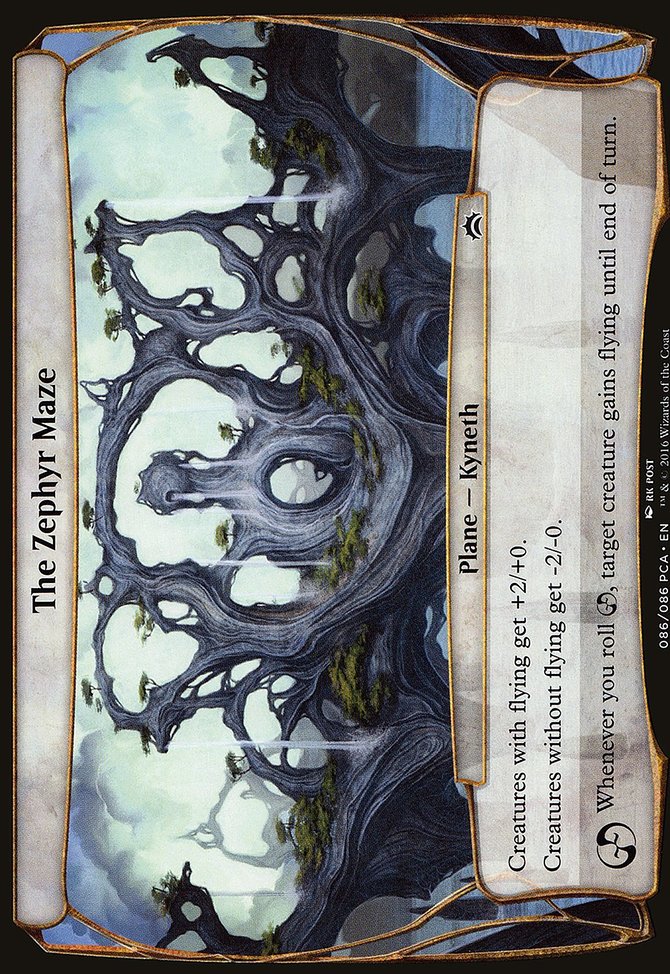 The Zephyr Maze
Plane — Kyneth
Creatures with flying get +2/+0.
Creatures without flying get -2/-0.
Whenever you roll , target creature gains flying until end of turn.
086/086 PCA • EN RK POST
™ & © 2016 Wizards of the Coast